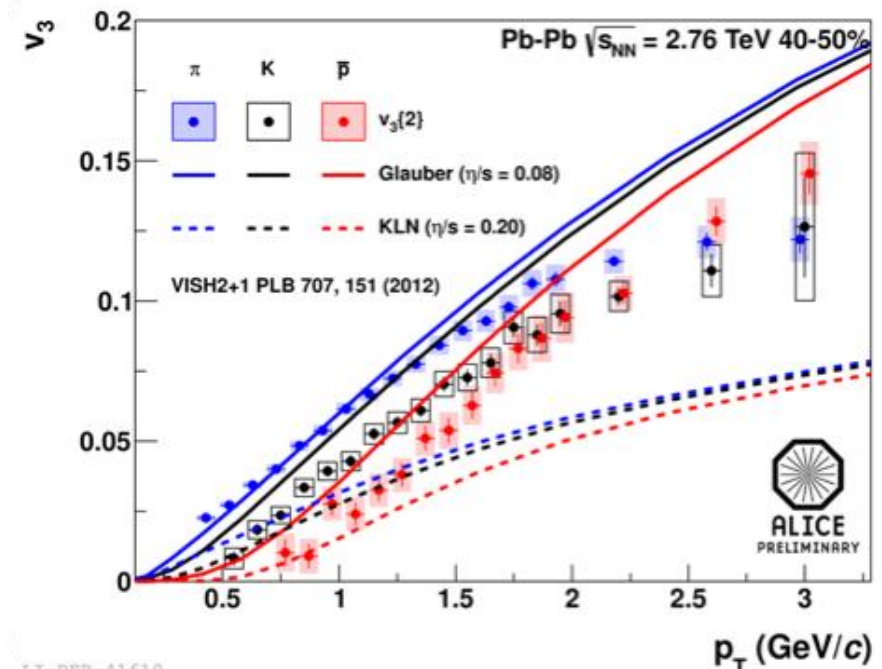 v₃
0.2
Pb-Pb √s_NN = 2.76 TeV 40-50%
π K p̅
v₃{2}
Glauber (η/s = 0.08)
KLN (η/s = 0.20)
VISH2+1 PLB 707, 151 (2012)
0.15
0.1
0.05
0
ALICE
PRELIMINARY
0.5 1 1.5 2 2.5 3
p_T (GeV/c)